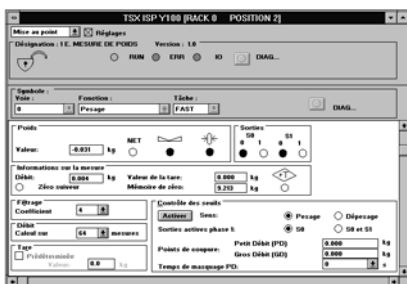 TSX ISP Y100 [RACK 0 POSITION 2]
Mise au point Réglages
Désignation : 1 E. MESURE DE POIDS Version : 1.0
RUN ERR IO DIAG...
Symbole :
Voie : Fonction : Tâche :
0 Pesage FAST DIAG...
Poids
Valeur: -0.031 kg NET
Sorties
S0 S1
0 1 0 1
Informations sur la mesure
Débit: 0.004 kg Valeur de la tare: 0.000 kg
Zéro suiveur Mémoire de zéro: 9.213 kg
>T<
Filtrage
Coefficient 4
Débit
Calcul sur 64 mesures
Tare
Prédéterminée
Valeur: 0.0 kg
Contrôle des seuils
Activer Sens: Pesage Dépesage
Sorties actives phase 1: S0 S0 et S1
Points de coupure: Petit Débit (PD) 0.000 kg
Gros Débit (GD) 0.000 kg
Temps de masquage PD: 0 s